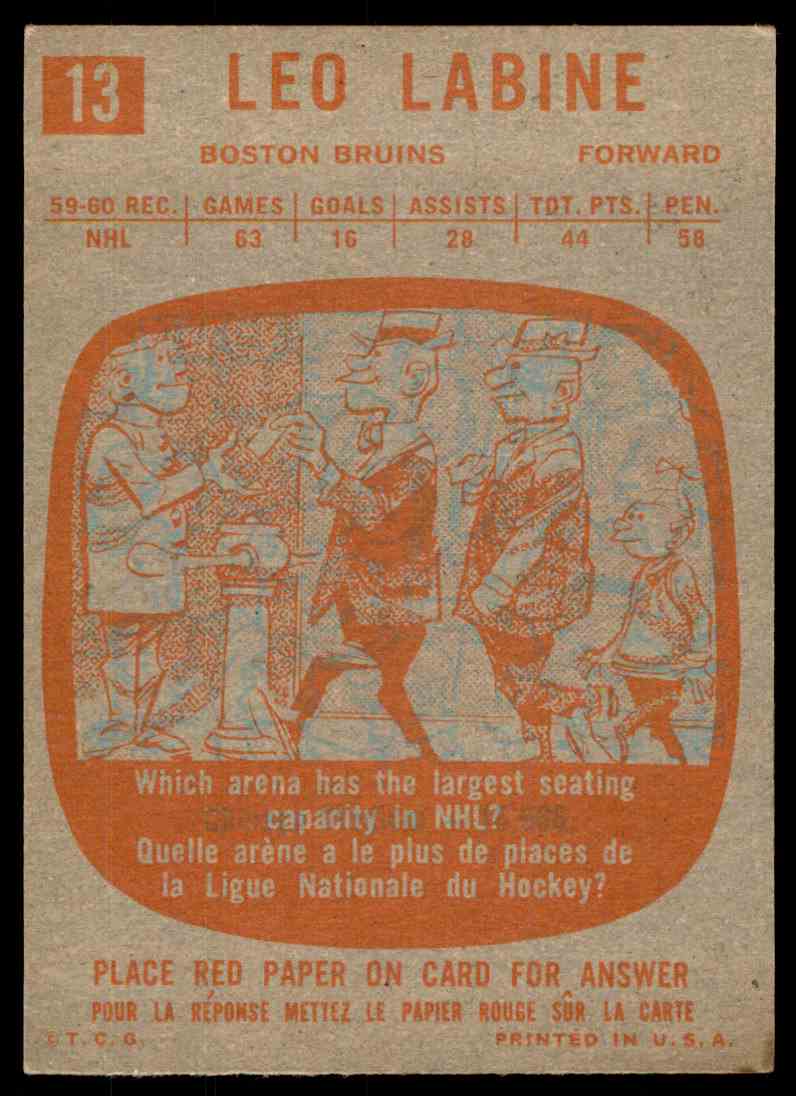 13
LEO LABINE
BOSTON BRUINS FORWARD
59-60 REC. GAMES GOALS ASSISTS TOT. PTS. PEN.
NHL 63 16 28 44 58
Which arena has the largest seating
capacity in NHL?
Quelle arène a le plus de places de
la Ligue Nationale du Hockey?
PLACE RED PAPER ON CARD FOR ANSWER
POUR LA RÉPONSE METTEZ LE PAPIER ROUGE SÛR LA CARTE
© T. C. G. PRINTED IN U. S. A.